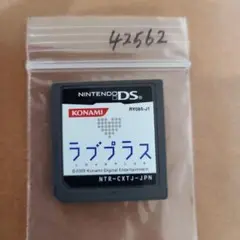 42562
NINTENDO DS
KONAMI
ラブプラス
©2009 Konami Digital Entertainment
NTR-CXTJ-JPN